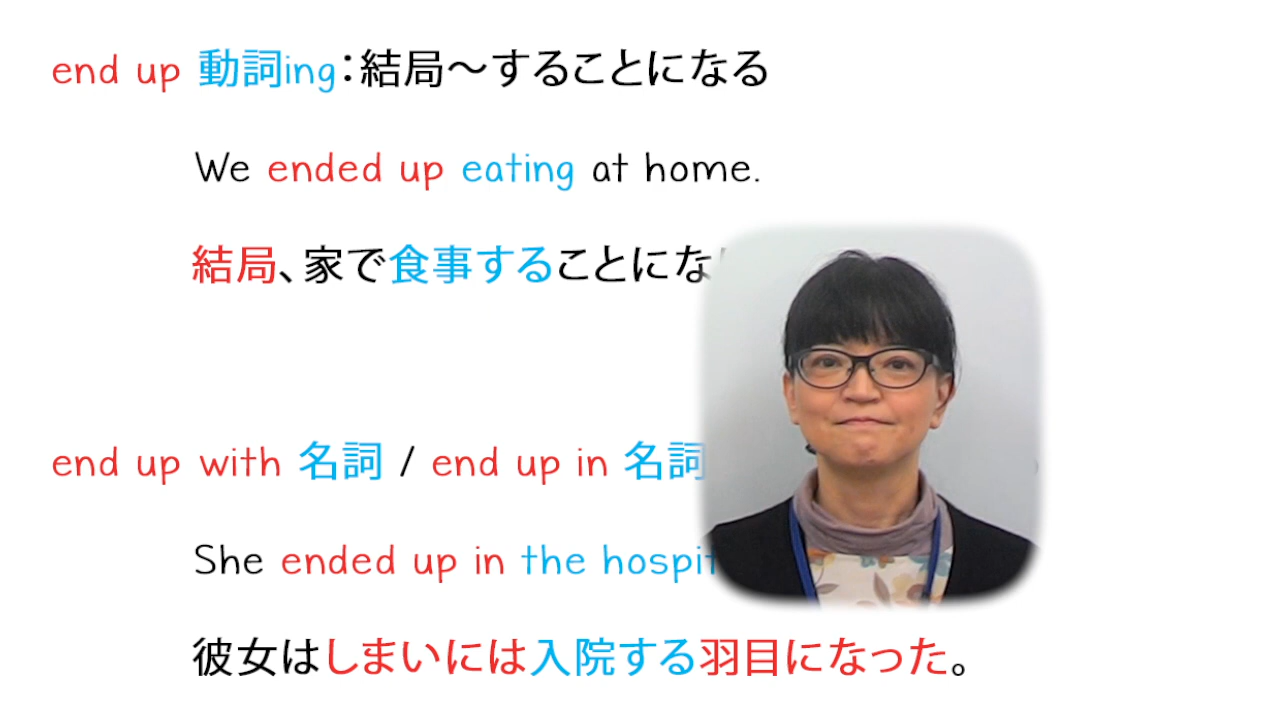 end up 動詞ing：結局～することになる
We ended up eating at home.
結局、家で食事することにな
end up with 名詞 / end up in 名詞
She ended up in the
彼女はしまいには入院する羽目になった。